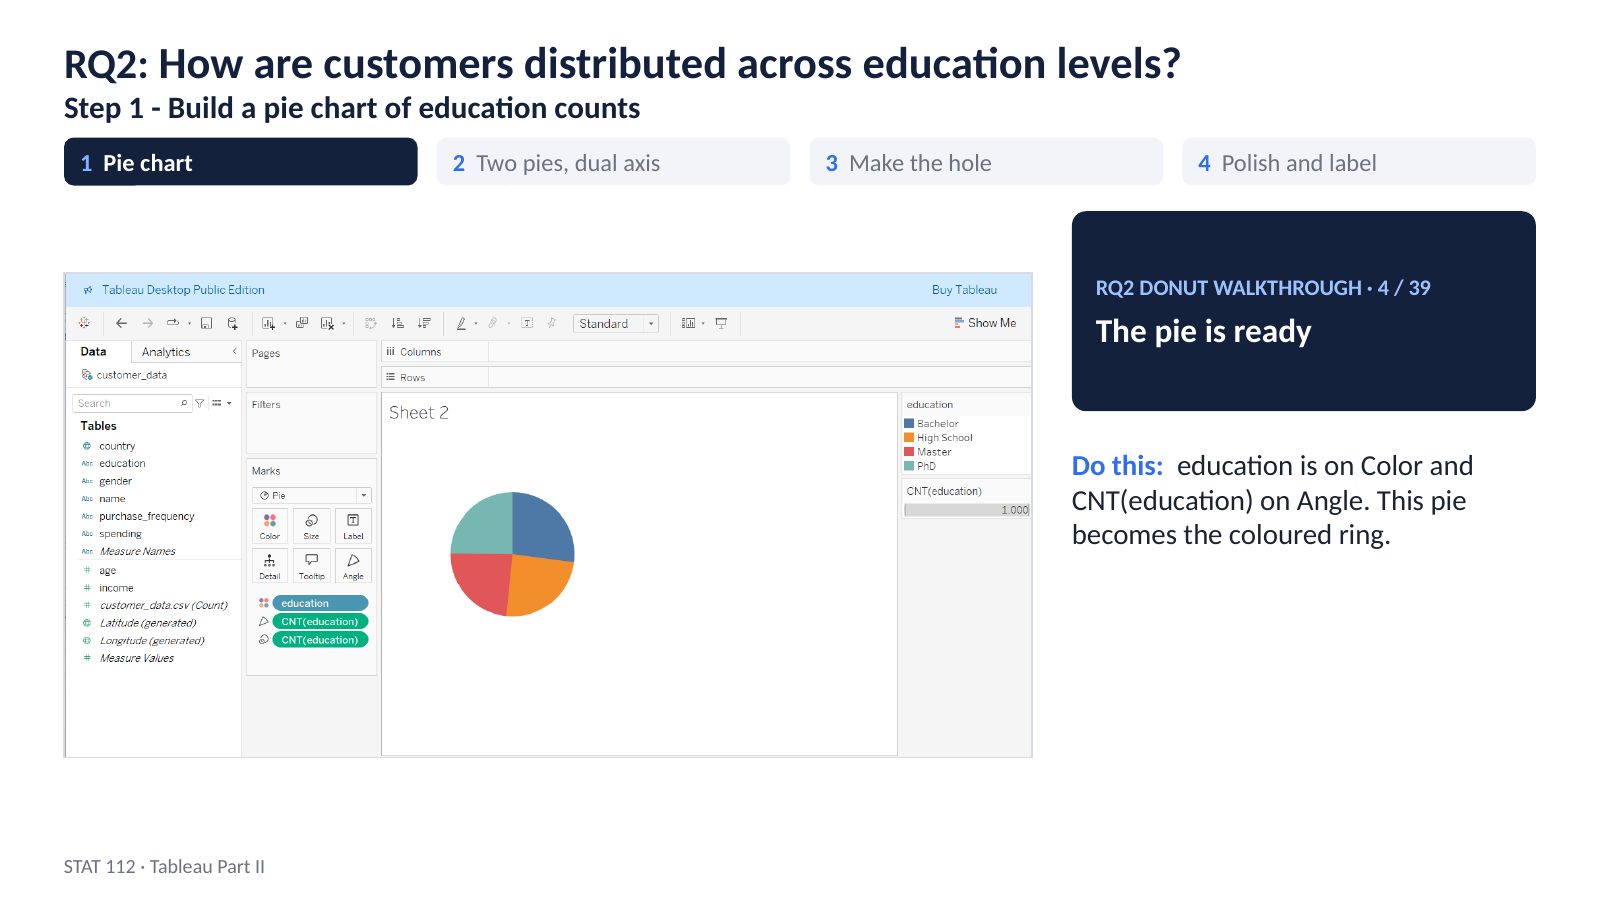 RQ2: How are customers distributed across education levels?
Step 1 - Build a pie chart of education counts
1 Pie chart
2 Two pies, dual axis
3 Make the hole
4 Polish and label
Tableau Desktop Public Edition
Buy Tableau
Standard
Show Me
Data
Analytics
customer_data
Search
Tables
country
Abc education
Abc gender
Abc name
Abc purchase_frequency
Abc spending
Abc Measure Names
# age
# income
# customer_data.csv (Count)
Latitude (generated)
Longitude (generated)
# Measure Values
Pages
Filters
Marks
Pie
Color
Size
Label
Detail
Tooltip
Angle
education
CNT(education)
CNT(education)
Columns
Rows
Sheet 2
education
Bachelor
High School
Master
PhD
CNT(education)
1,000
RQ2 DONUT WALKTHROUGH · 4 / 39
The pie is ready
Do this: education is on Color and
CNT(education) on Angle. This pie
becomes the coloured ring.
STAT 112 · Tableau Part II